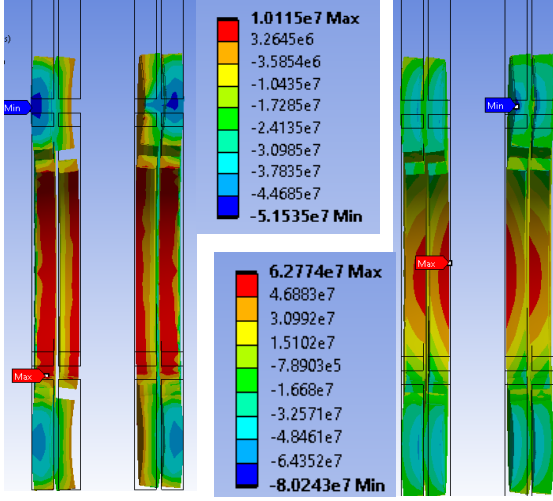 s)
Min
Max
1.0115e7 Max
3.2645e6
-3.5854e6
-1.0435e7
-1.7285e7
-2.4135e7
-3.0985e7
-3.7835e7
-4.4685e7
-5.1535e7 Min
6.2774e7 Max
4.6883e7
3.0992e7
1.5102e7
-7.8903e5
-1.668e7
-3.2571e7
-4.8461e7
-6.4352e7
-8.0243e7 Min
Min
Max